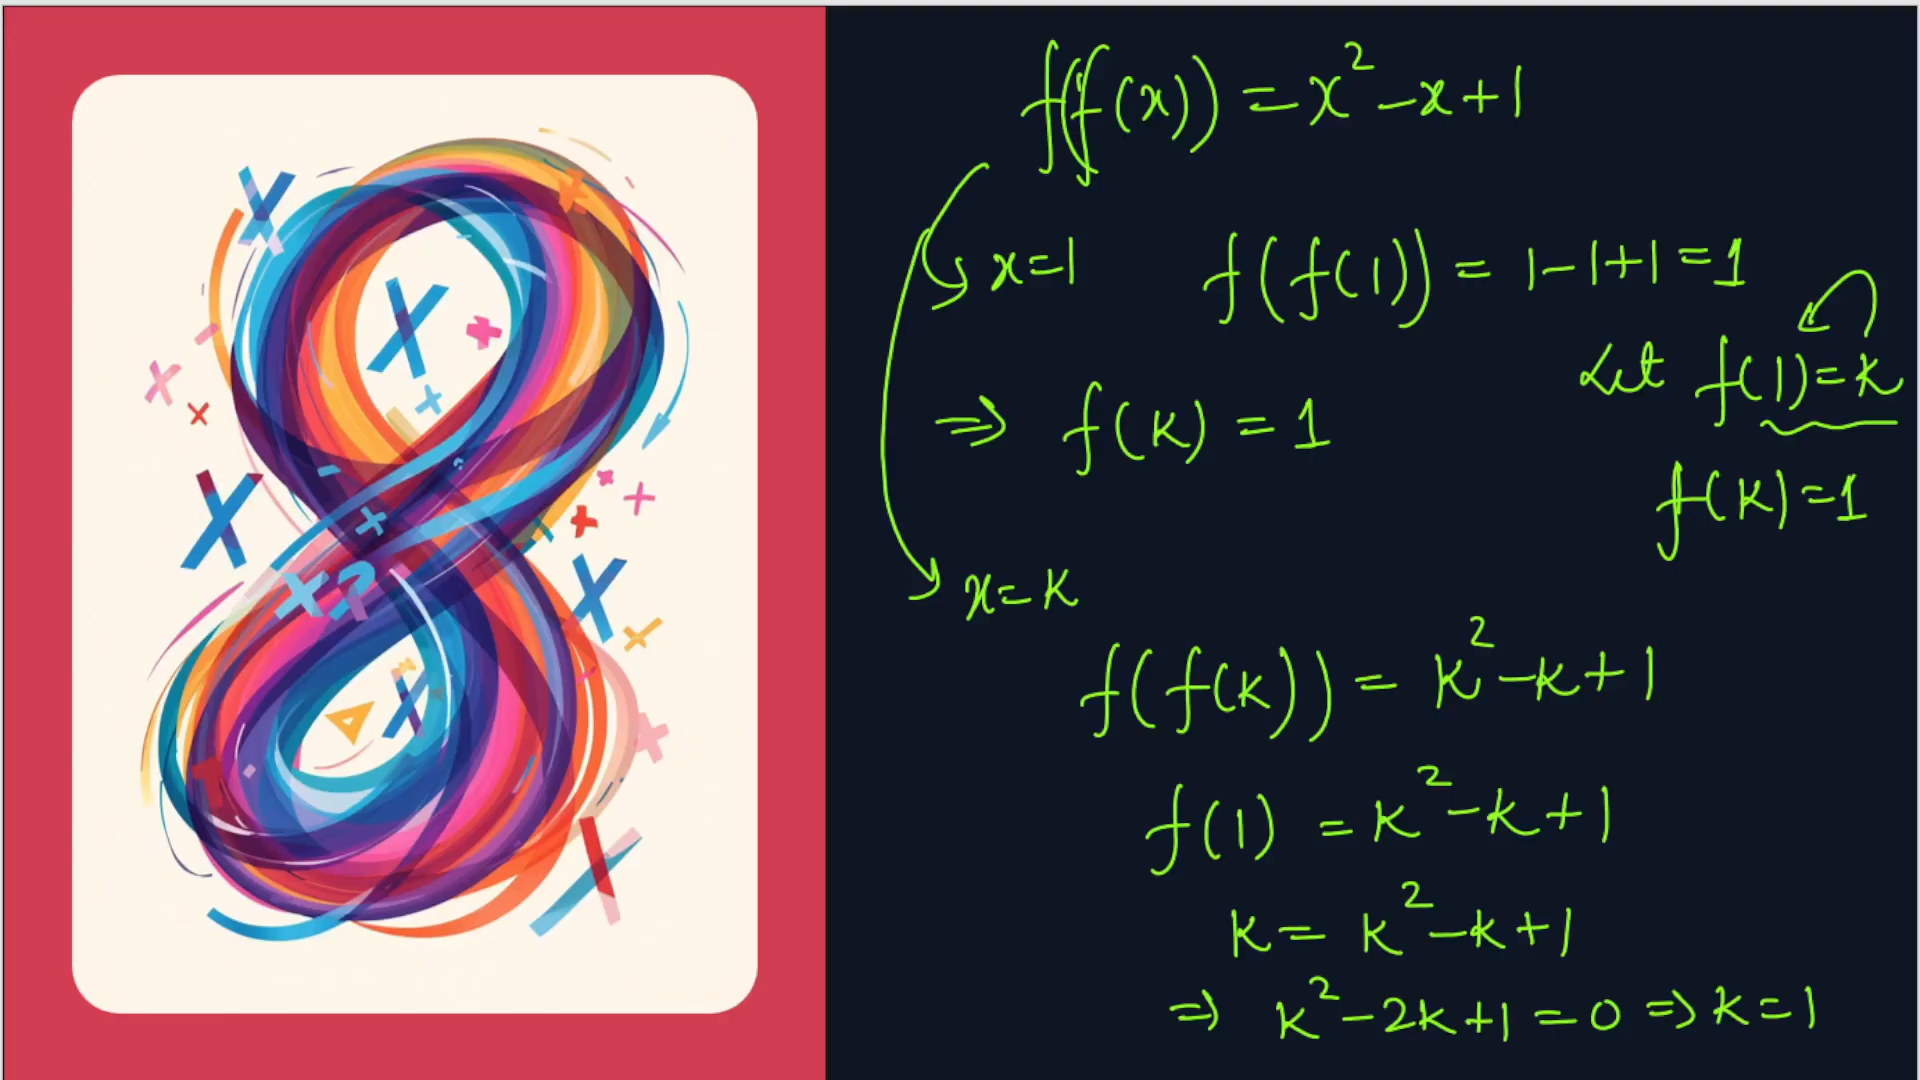 f(f(x)) = x² - x + 1
x = 1 f(f(1)) = 1 - 1 + 1 = 1
Let f(1) = k
⇒ f(k) = 1
f(k) = 1
x = k
f(f(k)) = k² - k + 1
f(1) = k² - k + 1
k = k² - k + 1
⇒ k² - 2k + 1 = 0 ⇒ k = 1